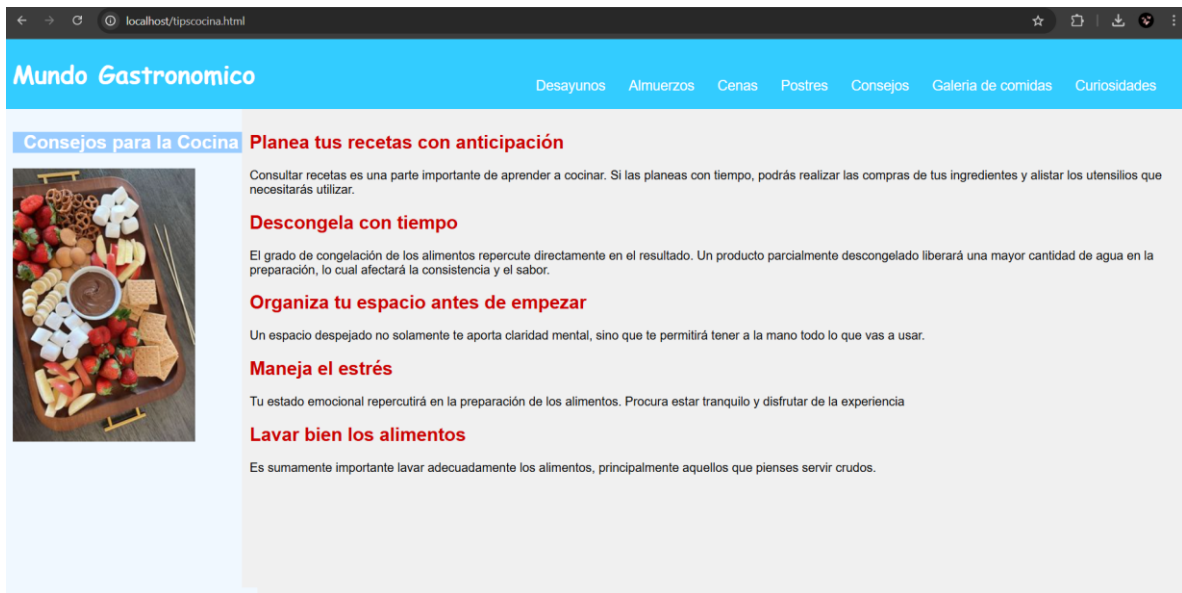 localhost/tipscocina.html
Mundo Gastronomico
Desayunos Almuerzos Cenas Postres Consejos Galeria de comidas Curiosidades
Consejos para la Cocina
Planea tus recetas con anticipación
Consultar recetas es una parte importante de aprender a cocinar. Si las planeas con tiempo, podrás realizar las compras de tus ingredientes y alistar los utensilios que
necesitarás utilizar.
Descongela con tiempo
El grado de congelación de los alimentos repercute directamente en el resultado. Un producto parcialmente descongelado liberará una mayor cantidad de agua en la
preparación, lo cual afectará la consistencia y el sabor.
Organiza tu espacio antes de empezar
Un espacio despejado no solamente te aporta claridad mental, sino que te permitirá tener a la mano todo lo que vas a usar.
Maneja el estrés
Tu estado emocional repercutirá en la preparación de los alimentos. Procura estar tranquilo y disfrutar de la experiencia
Lavar bien los alimentos
Es sumamente importante lavar adecuadamente los alimentos, principalmente aquellos que pienses servir crudos.